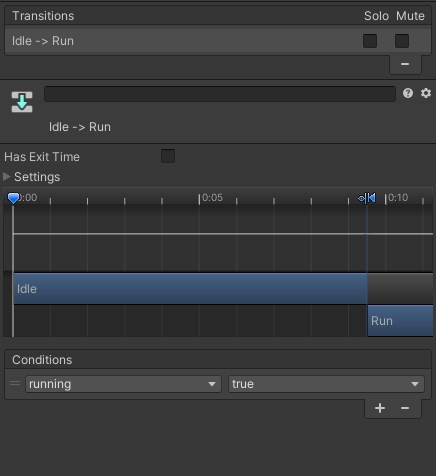 Transitions Solo Mute
Idle -> Run
−
Idle -> Run
Has Exit Time
Settings
0:00 0:05 0:10
Idle
Run
Conditions
running true
+ −